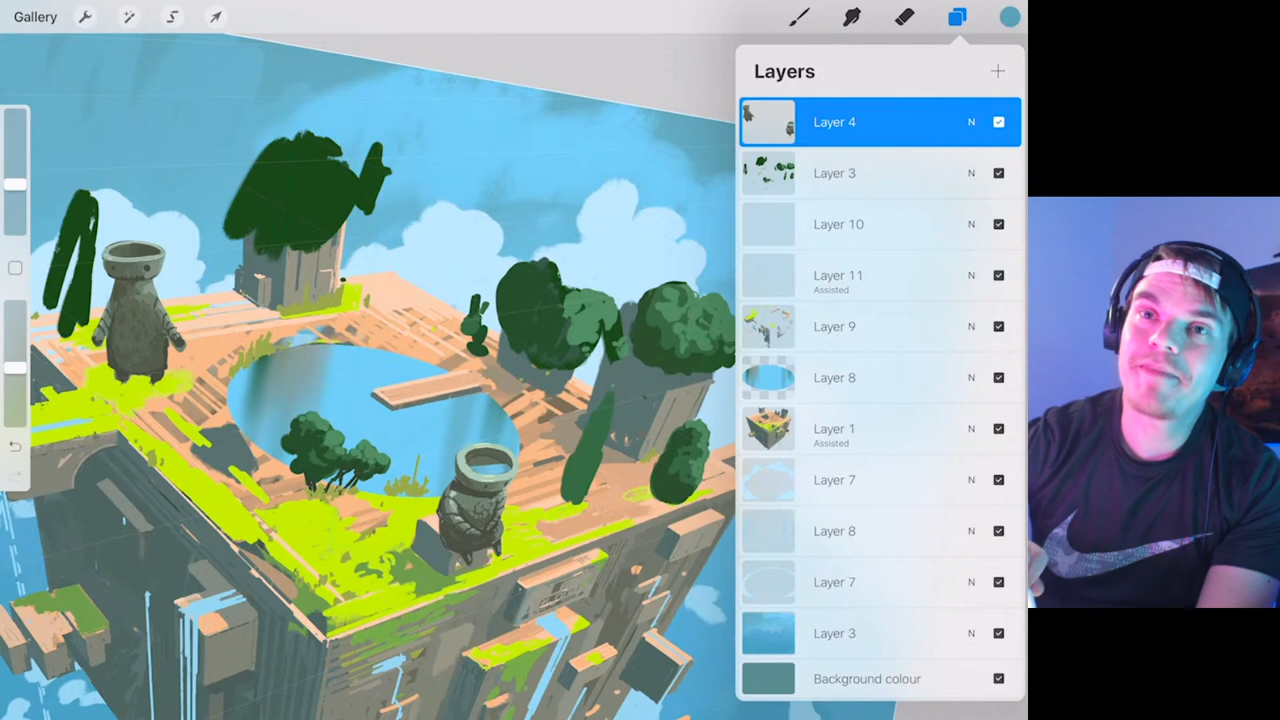 Gallery
Layers
Layer 4 N
Layer 3 N
Layer 10 N
Layer 11 N
Assisted
Layer 9 N
Layer 8 N
Layer 1 N
Assisted
Layer 7 N
Layer 8 N
Layer 7 N
Layer 3 N
Background colour